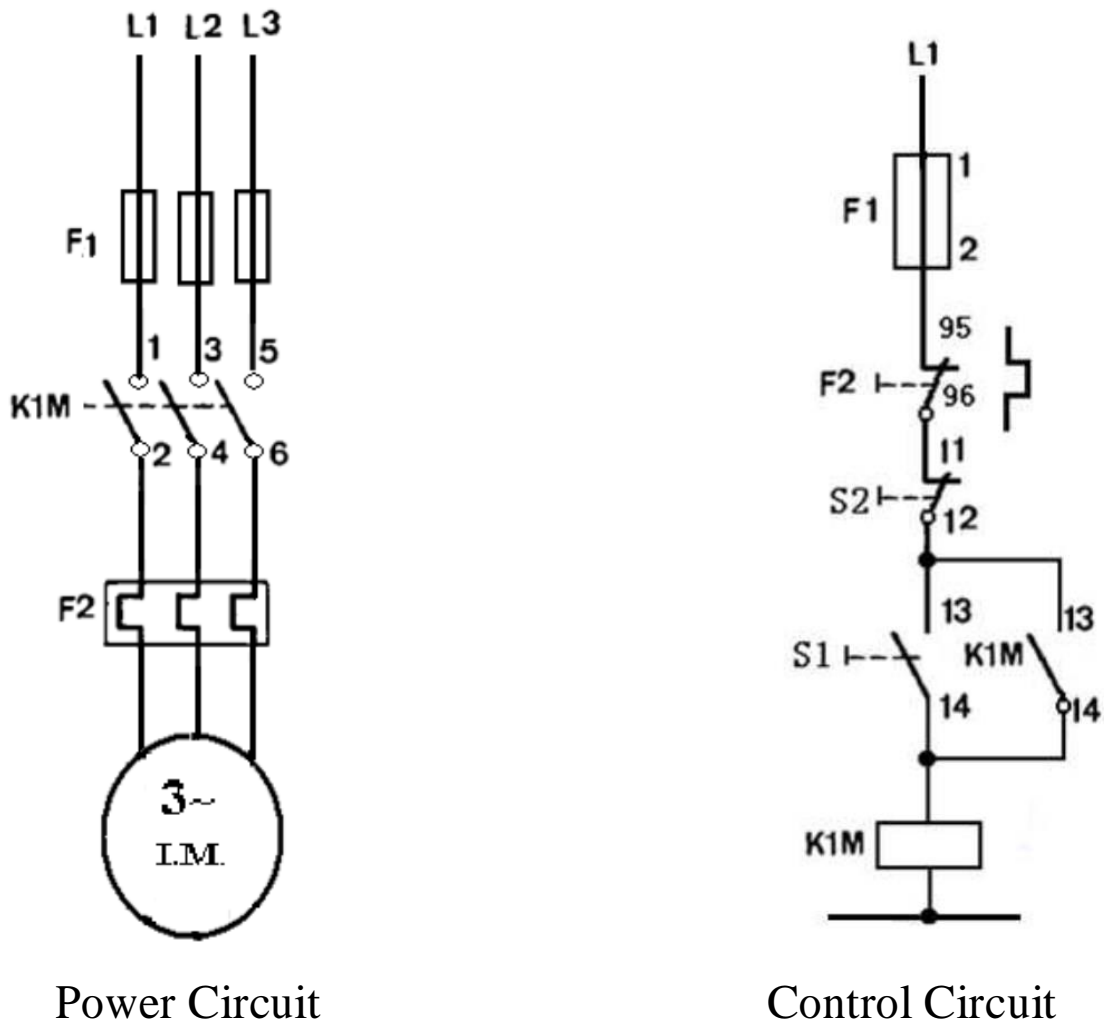 L1 L2 L3
F1
1 3 5
K1M
2 4 6
F2
3~
I.M.
Power Circuit
L1
1
F1
2
95
F2
96
11
S2
12
13 13
S1 K1M
14 14
K1M
Control Circuit